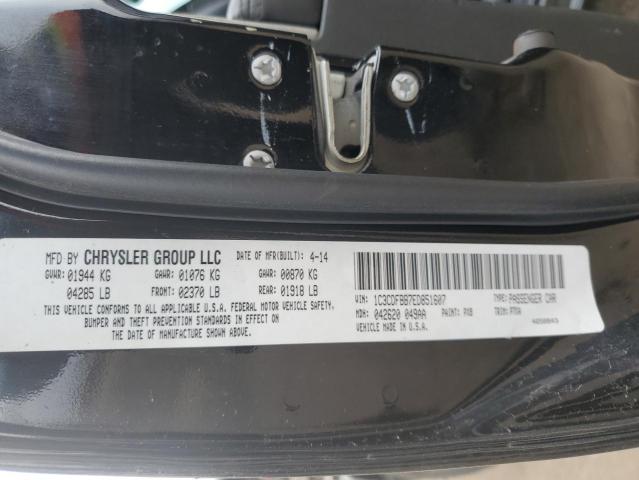 MFD BY CHRYSLER GROUP LLC DATE OF MFR(BUILT): 4-14
GVWR: 01944 KG GAWR: 01076 KG GAWR: 00870 KG
04285 LB FRONT: 02370 LB REAR: 01918 LB
THIS VEHICLE CONFORMS TO ALL APPLICABLE U.S.A. FEDERAL MOTOR VEHICLE SAFETY,
BUMPER AND THEFT PREVENTION STANDARDS IN EFFECT ON
THE DATE OF MANUFACTURE SHOWN ABOVE.
VIN: 1C3CDFBB7ED851607 TYPE: PASSENGER CAR
MDH: 042620 049AA PAINT: PXB TRIM:
VEHICLE MADE IN U.S.A.